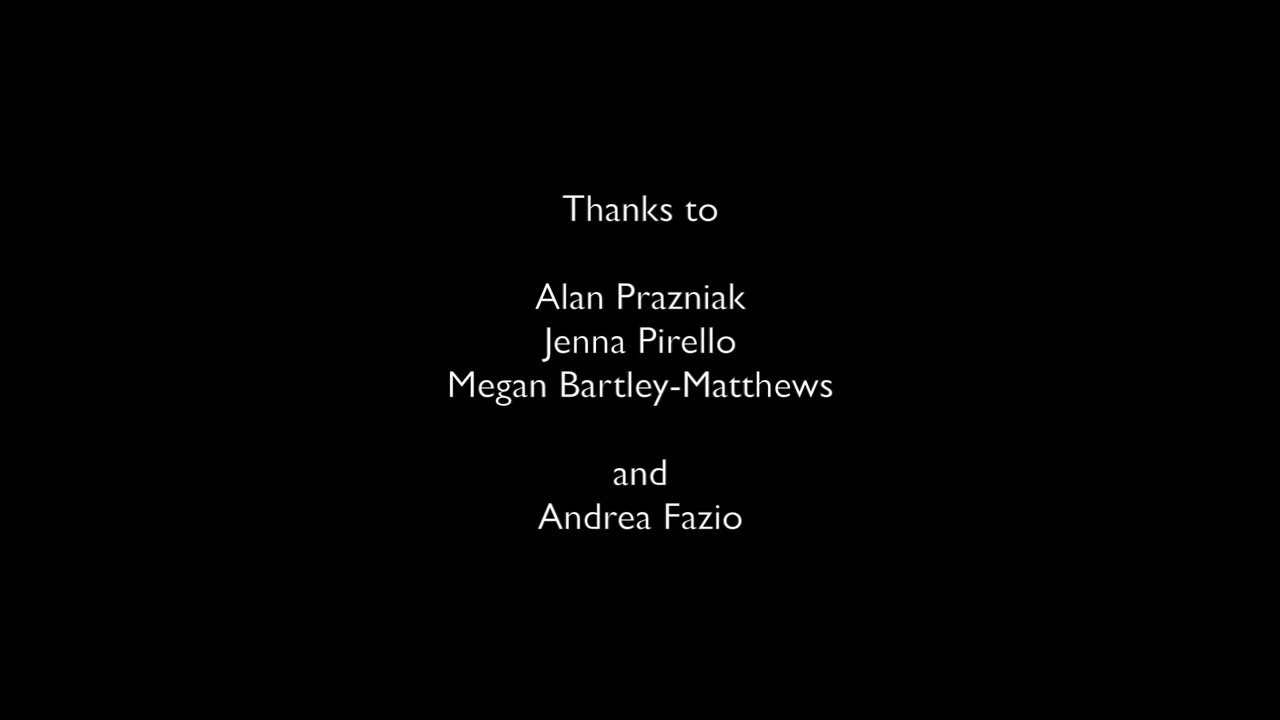 Thanks to
Alan Prazniak
Jenna Pirello
Megan Bartley-Matthews
and
Andrea Fazio